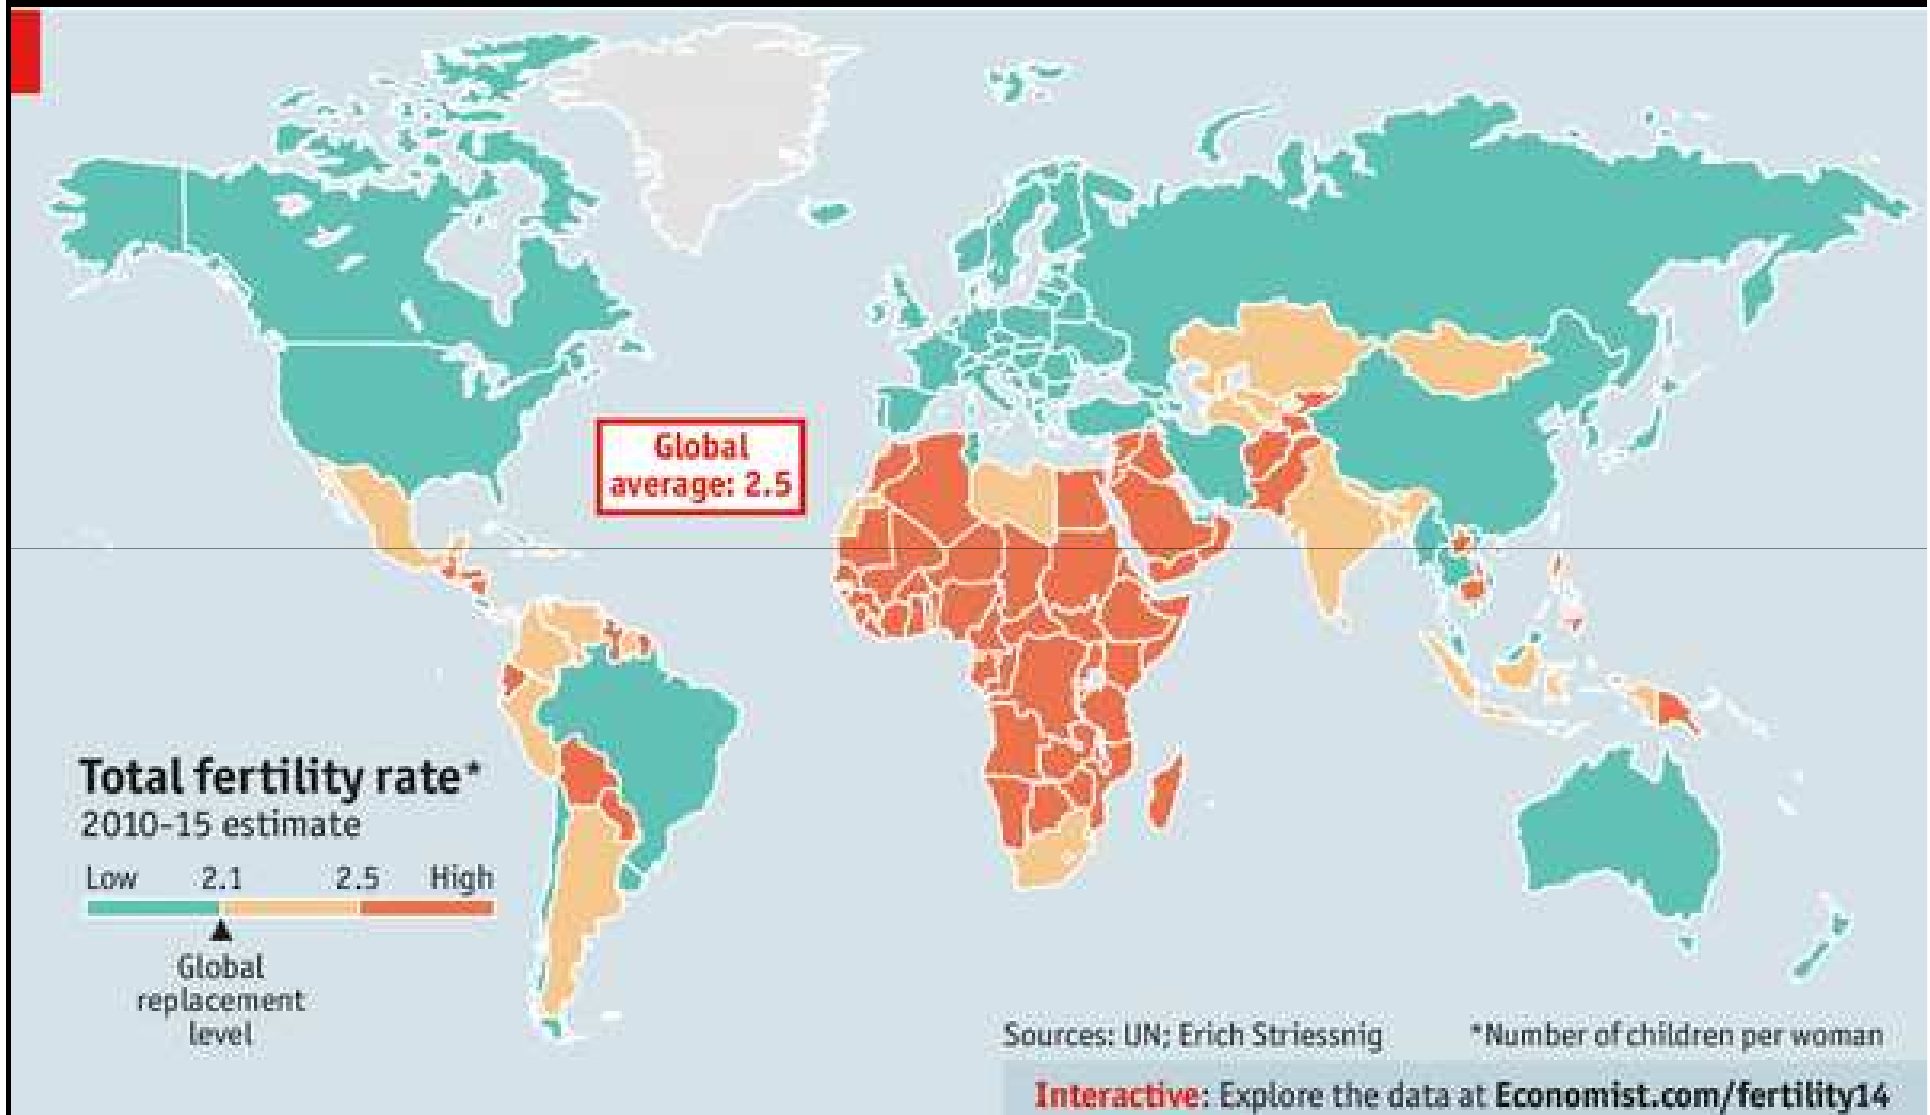 Global
average: 2.5
Total fertility rate*
2010-15 estimate
Low 2.1 2.5 High
Global
replacement
level
Sources: UN; Erich Striessnig *Number of children per woman
Interactive: Explore the data at Economist.com/fertility14